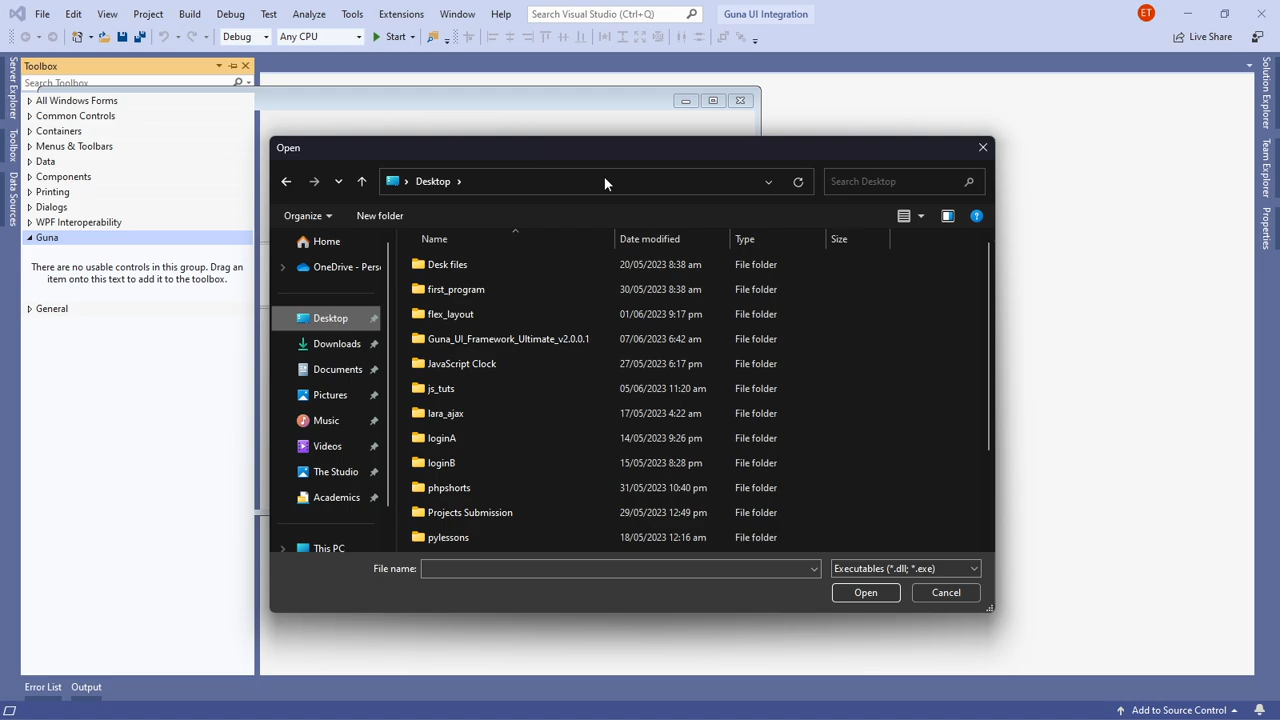 File Edit View Project Build Debug Test Analyze Tools Extensions Window Help Search Visual Studio (Ctrl+Q) Guna UI Integration ET
Debug Any CPU Start Live Share
Toolbox
Search Toolbox
All Windows Forms
Common Controls
Containers
Menus & Toolbars
Data
Components
Printing
Dialogs
WPF Interoperability
Guna
There are no usable controls in this group. Drag an
item onto this text to add it to the toolbox.
General
Server Explorer
Toolbox
Data Sources
Open
Desktop
Search Desktop
Organize New folder
Home
OneDrive - Pers
Desktop
Downloads
Documents
Pictures
Music
Videos
The Studio
Academics
This PC
Name Date modified Type Size
Desk files 20/05/2023 8:38 am File folder
first_program 30/05/2023 8:38 am File folder
flex_layout 01/06/2023 9:17 pm File folder
Guna_UI_Framework_Ultimate_v2.0.0.1 07/06/2023 6:42 am File folder
JavaScript Clock 27/05/2023 6:17 pm File folder
js_tuts 05/06/2023 11:20 am File folder
lara_ajax 17/05/2023 4:22 am File folder
loginA 14/05/2023 9:26 pm File folder
loginB 15/05/2023 8:28 pm File folder
phpshorts 31/05/2023 10:40 pm File folder
Projects Submission 29/05/2023 12:49 pm File folder
pylessons 18/05/2023 12:16 am File folder
File name: Executables (*.dll; *.exe)
Open Cancel
Solution Explorer
Team Explorer
Properties
Error List Output
Add to Source Control